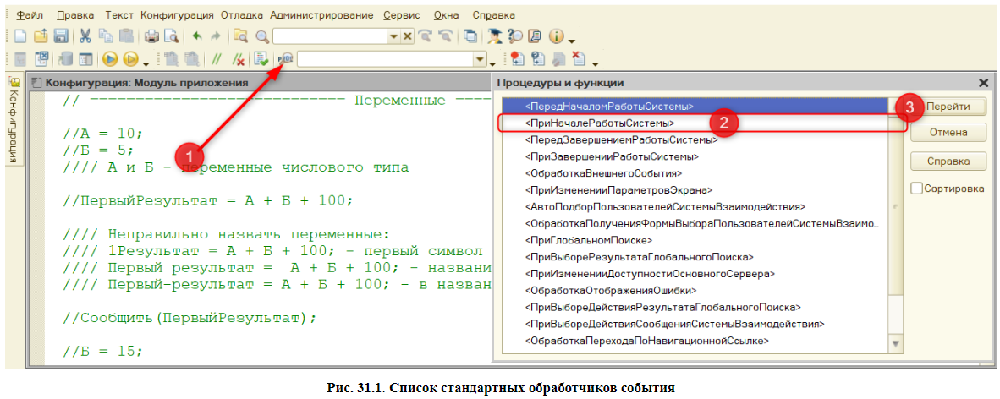 Файл Правка Текст Конфигурация Отладка Администрирование Сервис Окна Справка
Конфигурация
Конфигурация: Модуль приложения
// ============================ Переменные ====
//А = 10;
//Б = 5;
//// А и Б - переменные числового типа
//ПервыйРезультат = А + Б + 100;
//// Неправильно назвать переменные:
//// 1Результат = А + Б + 100; - первый символ
//// Первый результат =  А + Б + 100; - названи
//// Первый-результат = А + Б + 100; - в назван
//Сообщить(ПервыйРезультат);
//Б = 15;
1
Процедуры и функции
<ПередНачаломРаботыСистемы>
<ПриНачалеРаботыСистемы>
<ПередЗавершениемРаботыСистемы>
<ПриЗавершенииРаботыСистемы>
<ОбработкаВнешнегоСобытия>
<ПриИзмененииПараметровЭкрана>
<АвтоПодборПользователейСистемыВзаимодействия>
<ОбработкаПолученияФормыВыбораПользователейСистемыВзаимо...
<ПриГлобальномПоиске>
<ПриВыбореРезультатаГлобальногоПоиска>
<ПриИзмененииДоступностиОсновногоСервера>
<ОбработкаОтображенияОшибки>
<ПриВыбореДействияРезультатаГлобальногоПоиска>
<ПриВыбореДействияСообщенияСистемыВзаимодействия>
<ОбработкаПереходаПоНавигационнойСсылке>
2
3
Перейти
Отмена
Справка
Сортировка
Рис. 31.1. Список стандартных обработчиков события